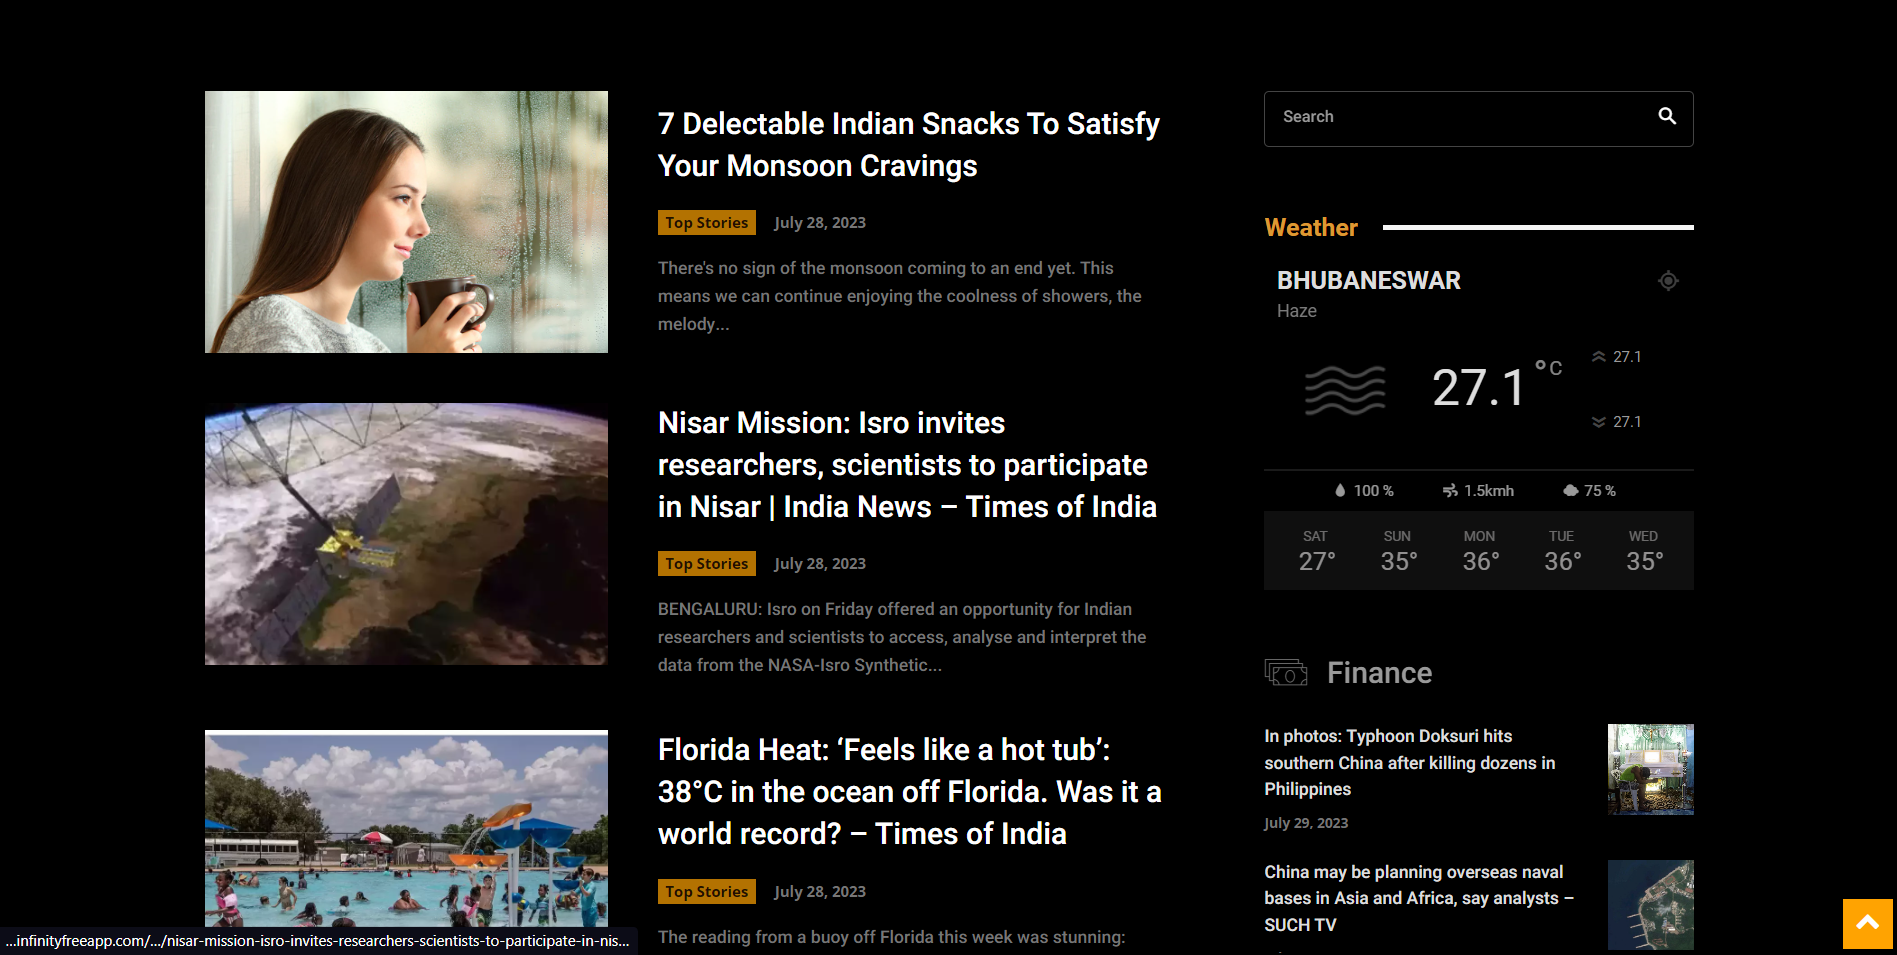 7 Delectable Indian Snacks To Satisfy
Your Monsoon Cravings
Top Stories July 28, 2023
There's no sign of the monsoon coming to an end yet. This
means we can continue enjoying the coolness of showers, the
melody...
Nisar Mission: Isro invites
researchers, scientists to participate
in Nisar | India News – Times of India
Top Stories July 28, 2023
BENGALURU: Isro on Friday offered an opportunity for Indian
researchers and scientists to access, analyse and interpret the
data from the NASA-Isro Synthetic...
Florida Heat: ‘Feels like a hot tub’:
38°C in the ocean off Florida. Was it a
world record? – Times of India
Top Stories July 28, 2023
The reading from a buoy off Florida this week was stunning:
Search
Weather
BHUBANESWAR
Haze
27.1 °C
27.1
27.1
100 % 1.5kmh 75 %
SAT SUN MON TUE WED
27° 35° 36° 36° 35°
Finance
In photos: Typhoon Doksuri hits
southern China after killing dozens in
Philippines
July 29, 2023
China may be planning overseas naval
bases in Asia and Africa, say analysts –
SUCH TV
...infinityfreeapp.com/.../nisar-mission-isro-invites-researchers-scientists-to-participate-in-nis...